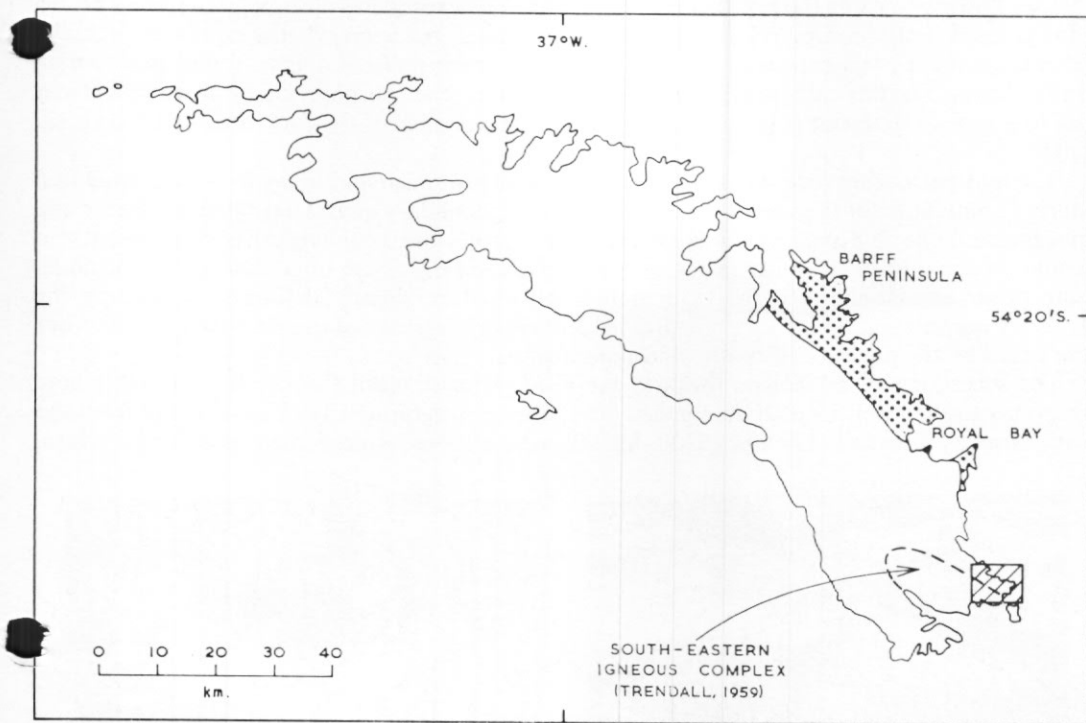 37°W.
BARFF
PENINSULA
54°20'S.
ROYAL BAY
SOUTH-EASTERN
IGNEOUS COMPLEX
(TRENDALL, 1959)
0 10 20 30 40
km.